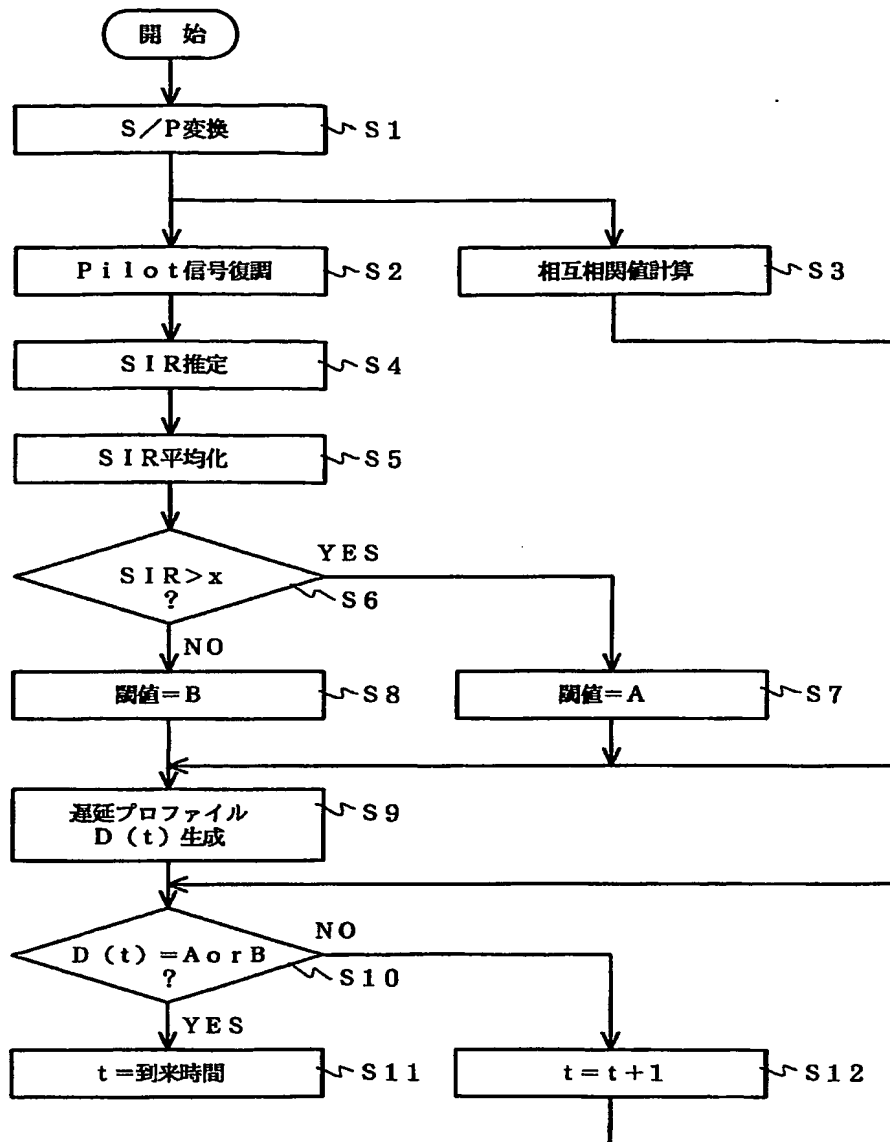 開 始
S/P変換
S1
Pilot信号復調
S2
相互相関値計算
S3
SIR推定
S4
SIR平均化
S5
SIR>x
?
YES
S6
NO
閾値=B
S8
閾値=A
S7
遅延プロファイル
D(t)生成
S9
D(t)=AorB
?
NO
S10
YES
t=到来時間
S11
t=t+1
S12